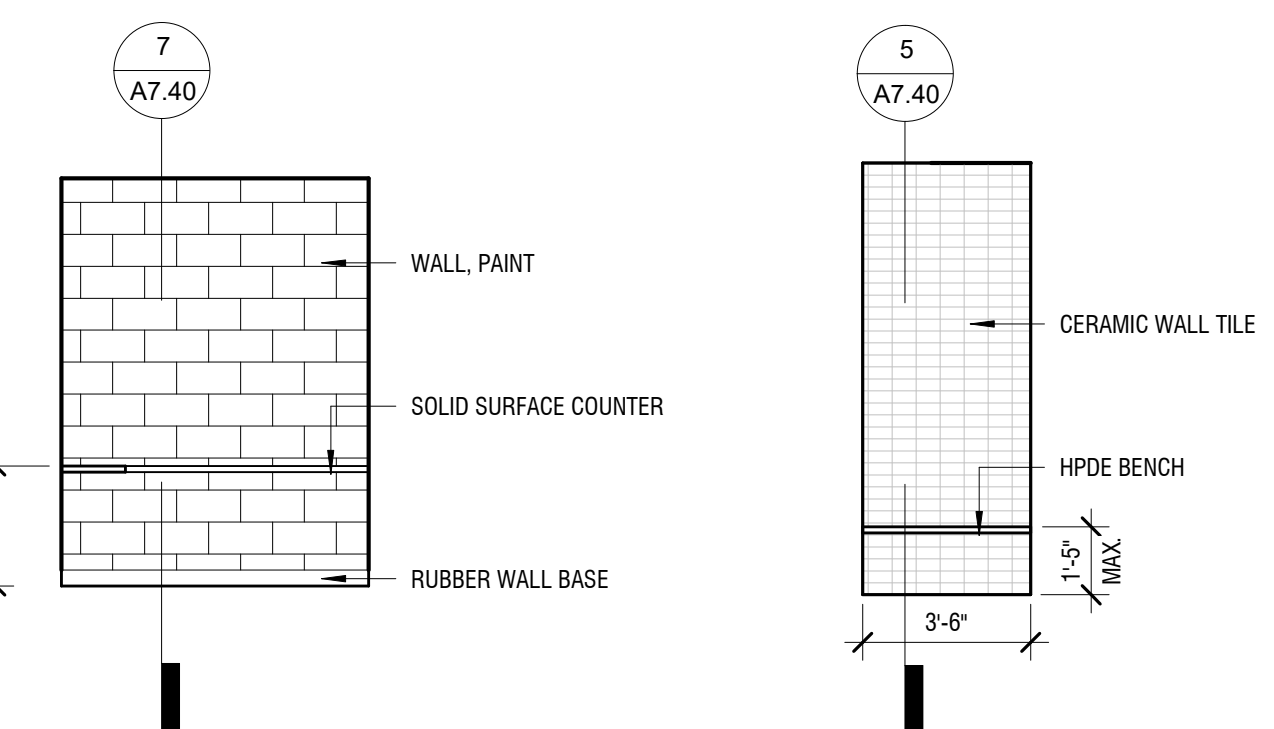 7
A7.40
WALL, PAINT
SOLID SURFACE COUNTER
RUBBER WALL BASE
5
A7.40
CERAMIC WALL TILE
HPDE BENCH
1'-5"
MAX.
3'-6"